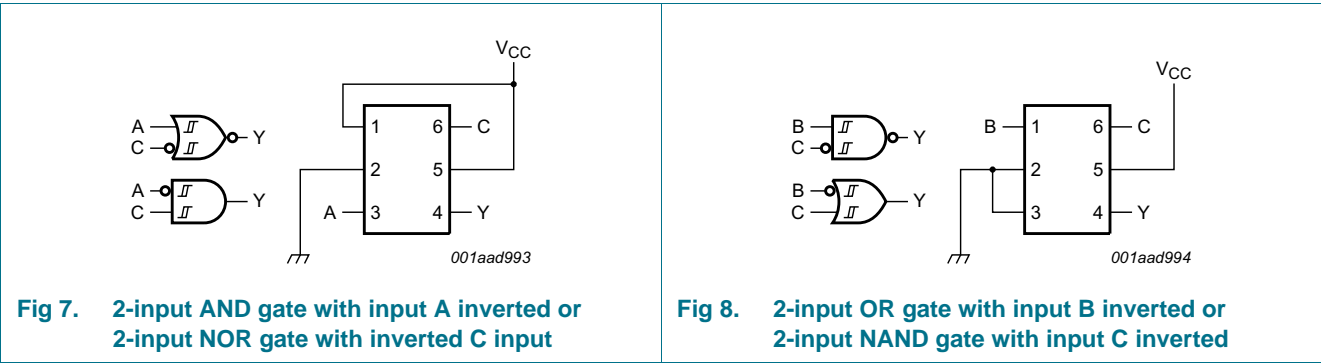 VCC
A
C
Y
A
C
Y
1 6 C
2 5
A 3 4 Y
001aad993
Fig 7. 2-input AND gate with input A inverted or
2-input NOR gate with inverted C input
VCC
B
C
Y
B
C
Y
B 1 6 C
2 5
3 4 Y
001aad994
Fig 8. 2-input OR gate with input B inverted or
2-input NAND gate with input C inverted